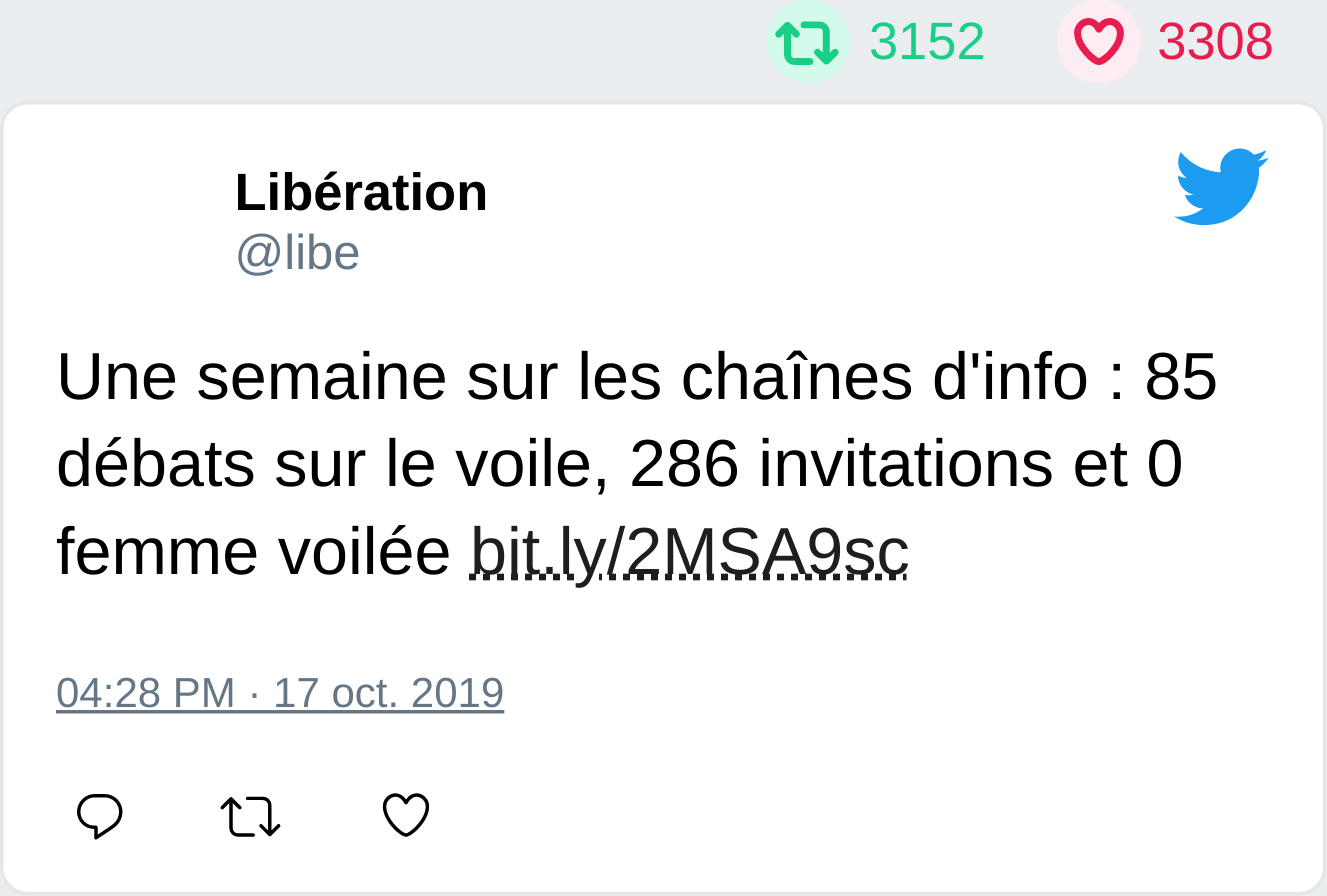 3152 3308
Libération
@libe
Une semaine sur les chaînes d'info : 85
débats sur le voile, 286 invitations et 0
femme voilée bit.ly/2MSA9sc
04:28 PM · 17 oct. 2019